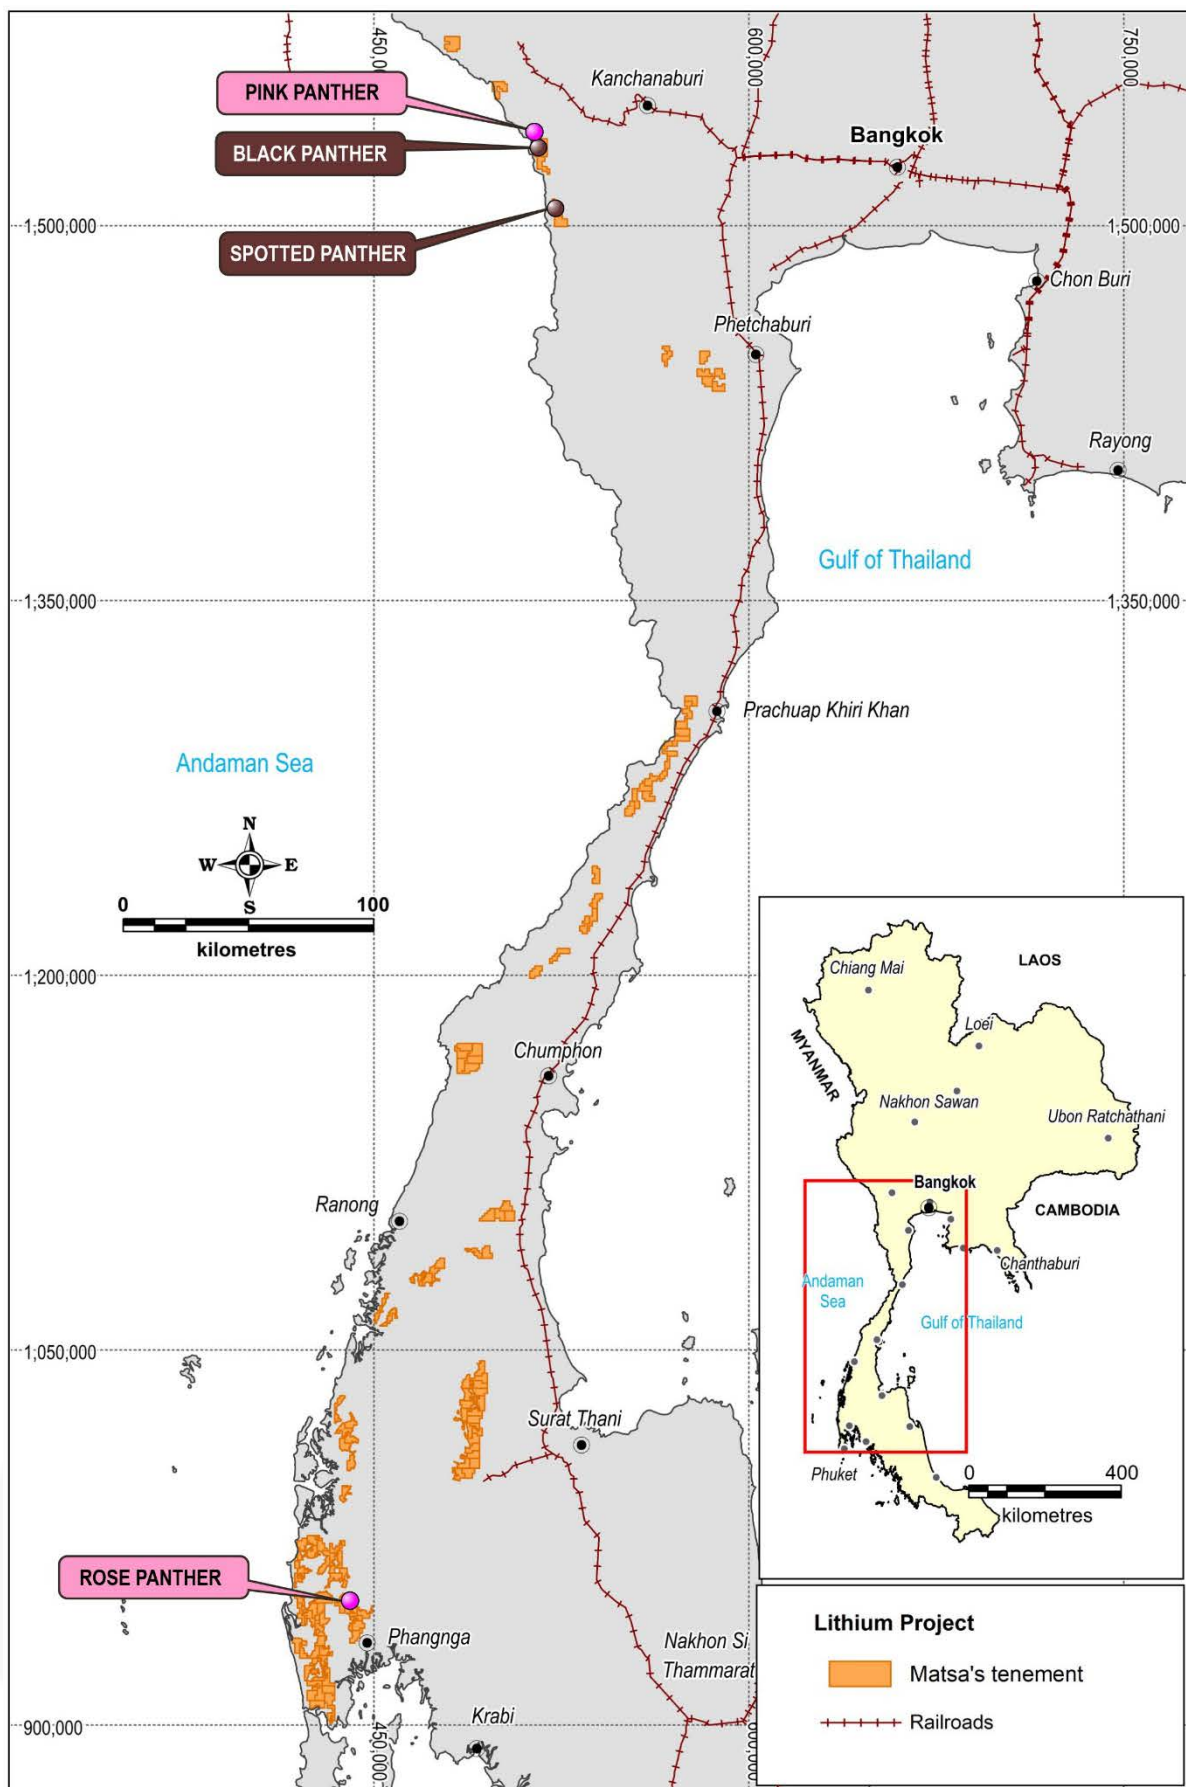 450,000
600,000
750,000
PINK PANTHER
Kanchanaburi
BLACK PANTHER
Bangkok
1,500,000
1,500,000
SPOTTED PANTHER
Chon Buri
Phetchaburi
Rayong
Gulf of Thailand
1,350,000
1,350,000
Prachuap Khiri Khan
Andaman Sea
N
W E
S
0 100
kilometres
1,200,000
Chumphon
Ranong
1,050,000
Surat Thani
ROSE PANTHER
Phangnga
Nakhon Si
Thammarat
Krabi
900,000
450,000
LAOS
Chiang Mai
Loei
MYANMAR
Nakhon Sawan
Ubon Ratchathani
Bangkok
CAMBODIA
Chanthaburi
Andaman
Sea
Gulf of Thailand
Phuket
0 400
kilometres
Lithium Project
Matsa's tenement
Railroads